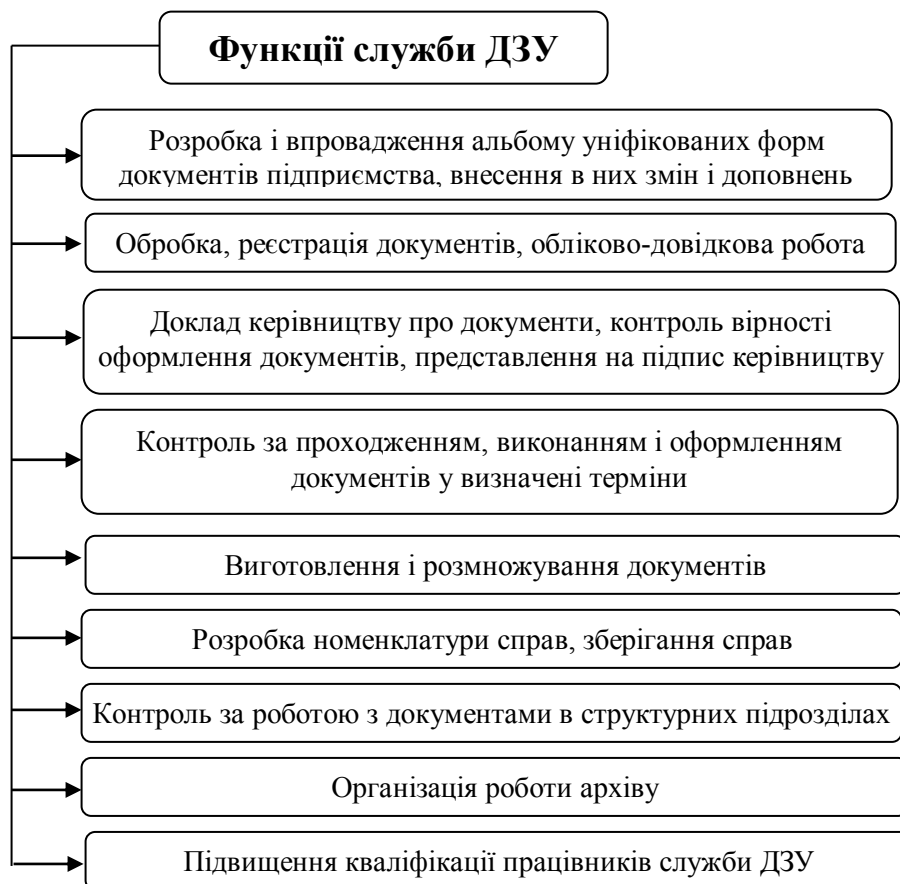 Функції служби ДЗУ
Розробка і впровадження альбому уніфікованих форм
документів підприємства, внесення в них змін і доповнень
Обробка, реєстрація документів, обліково-довідкова робота
Доклад керівництву про документи, контроль вірності
оформлення документів, представлення на підпис керівництву
Контроль за проходженням, виконанням і оформленням
документів у визначені терміни
Виготовлення і розмножування документів
Розробка номенклатури справ, зберігання справ
Контроль за роботою з документами в структурних підрозділах
Організація роботи архіву
Підвищення кваліфікації працівників служби ДЗУ